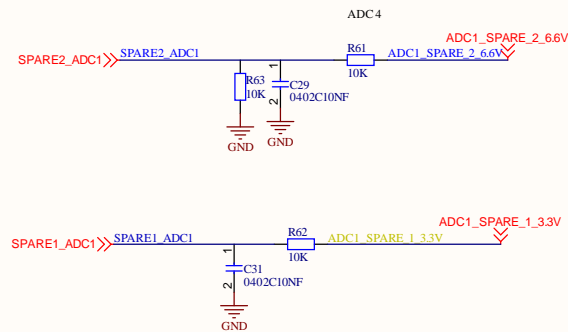 ADC4
ADC1_SPARE_2_6.6V
SPARE2_ADC1
SPARE2_ADC1
R61
ADC1_SPARE_2_6.6V
10K
1
R63
10K
C29
0402C10NF
2
GND
GND
ADC1_SPARE_1_3.3V
SPARE1_ADC1
SPARE1_ADC1
R62
ADC1_SPARE_1_3.3V
10K
1
C31
0402C10NF
2
GND